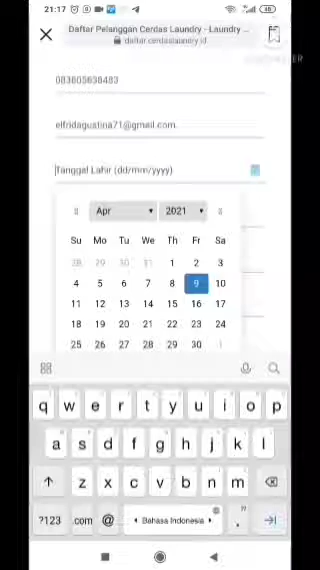 21:17
48
Daftar Pelanggan Cerdas Laundry - Laundry ...
daftar.cerdaslaundry.id
083805638483
elfridagustina71@gmail.com
Tanggal Lahir (dd/mm/yyyy)
Apr 2021
Su Mo Tu We Th Fr Sa
28 29 30 31 1 2 3
4 5 6 7 8 9 10
11 12 13 14 15 16 17
18 19 20 21 22 23 24
25 26 27 28 29 30 1
q w e r t y u i o p
a s d f g h j k l
z x c v b n m
?123 .com @ Bahasa Indonesia .